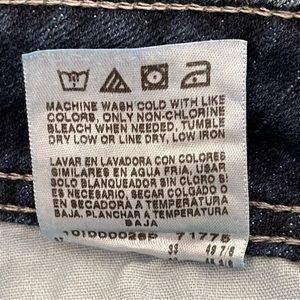 MACHINE WASH COLD WITH LIKE
COLORS, ONLY NON-CHLORINE
BLEACH WHEN NEEDED, TUMBLE
DRY LOW OR LINE DRY, LOW IRON
LAVAR EN LAVADORA CON COLORES
SIMILARES EN AGUA FRIA, USAR
SOLO BLANQUEADOR SIN CLORO SI
ES NECESARIO, SECAR COLGADO O
EN SECADORA A TEMPERATURA
BAJA, PLANCHAR A TEMPERATURA
BAJA
71775
33